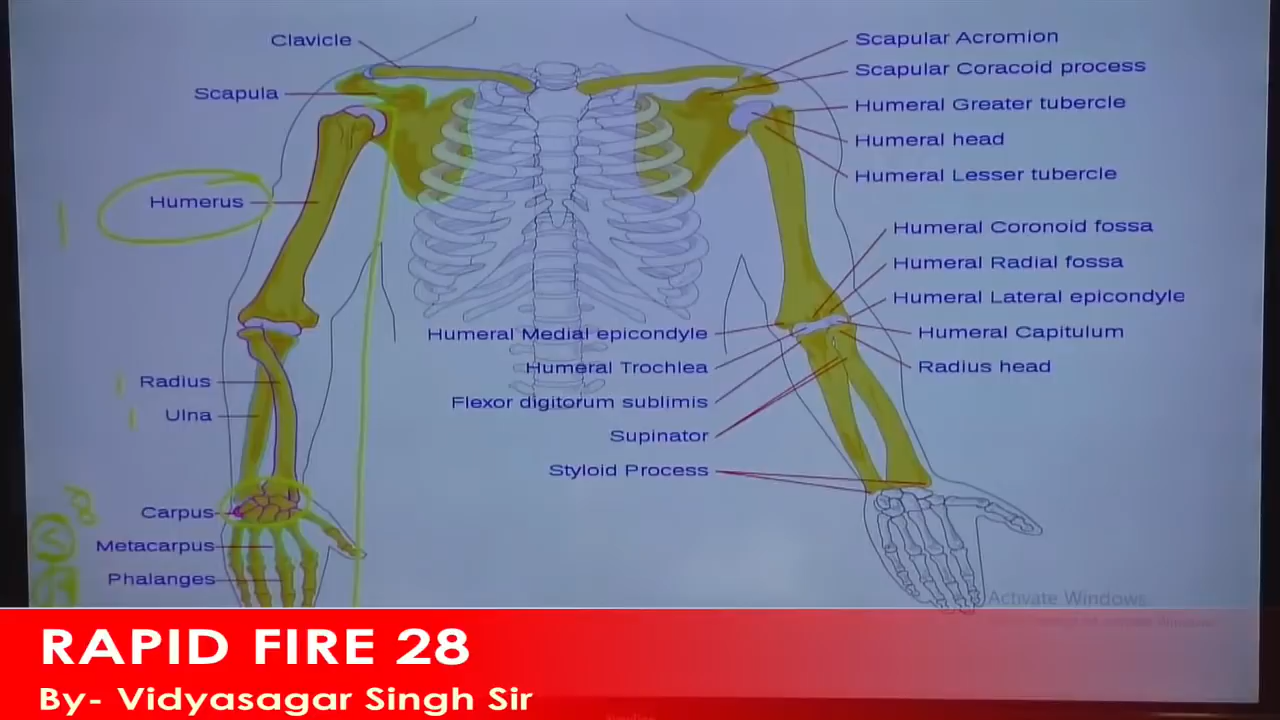 Clavicle
Scapula
Humerus
Radius
Ulna
Carpus
Metacarpus
Phalanges
Scapular Acromion
Scapular Coracoid process
Humeral Greater tubercle
Humeral head
Humeral Lesser tubercle
Humeral Coronoid fossa
Humeral Radial fossa
Humeral Lateral epicondyle
Humeral Capitulum
Radius head
Humeral Medial epicondyle
Humeral Trochlea
Flexor digitorum sublimis
Supinator
Styloid Process
Activate Windows
RAPID FIRE 28
By- Vidyasagar Singh Sir